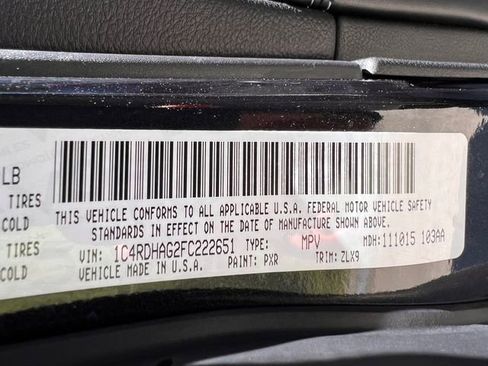 LB
TIRES
COLD
TIRES
COLD
THIS VEHICLE CONFORMS TO ALL APPLICABLE U.S.A. FEDERAL MOTOR VEHICLE SAFETY
STANDARDS IN EFFECT ON THE DATE OF MANUFACTURE SHOWN ABOVE.
VIN: 1C4RDHAG2FC222651 TYPE: MPV MDH: 111015 103AA
VEHICLE MADE IN U.S.A. PAINT: PXR TRIM: ZLX9